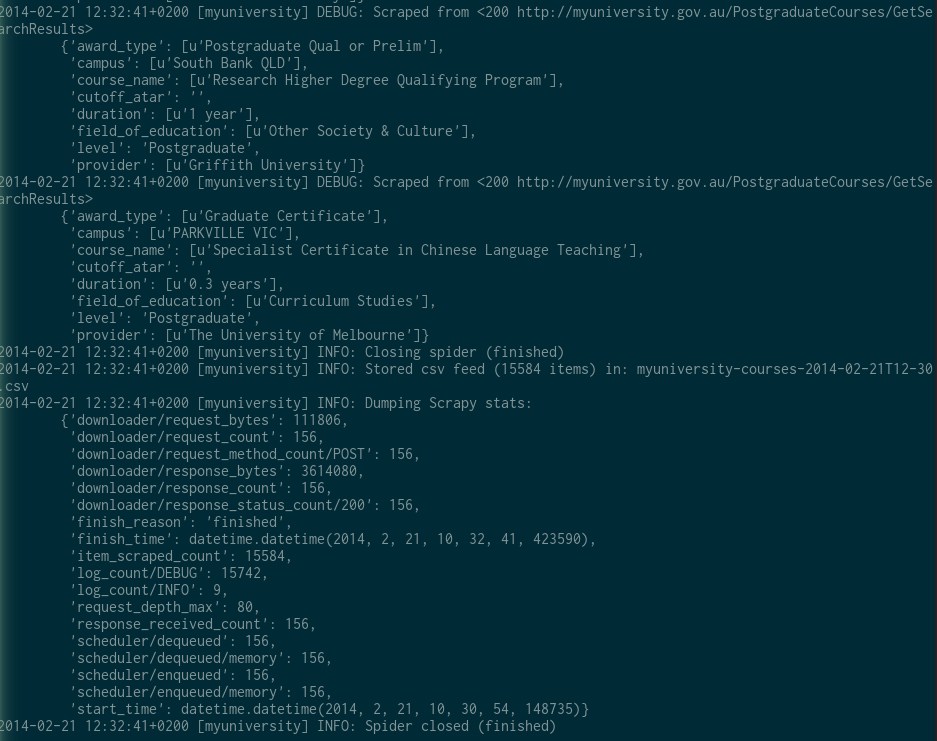 2014-02-21 12:32:41+0200 [myuniversity] DEBUG: Scraped from <200 http://myuniversity.gov.au/PostgraduateCourses/GetSe
archResults>
{'award_type': [u'Postgraduate Qual or Prelim'],
'campus': [u'South Bank QLD'],
'course_name': [u'Research Higher Degree Qualifying Program'],
'cutoff_atar': '',
'duration': [u'1 year'],
'field_of_education': [u'Other Society & Culture'],
'level': 'Postgraduate',
'provider': [u'Griffith University']}
2014-02-21 12:32:41+0200 [myuniversity] DEBUG: Scraped from <200 http://myuniversity.gov.au/PostgraduateCourses/GetSe
archResults>
{'award_type': [u'Graduate Certificate'],
'campus': [u'PARKVILLE VIC'],
'course_name': [u'Specialist Certificate in Chinese Language Teaching'],
'cutoff_atar': '',
'duration': [u'0.3 years'],
'field_of_education': [u'Curriculum Studies'],
'level': 'Postgraduate',
'provider': [u'The University of Melbourne']}
2014-02-21 12:32:41+0200 [myuniversity] INFO: Closing spider (finished)
2014-02-21 12:32:41+0200 [myuniversity] INFO: Stored csv feed (15584 items) in: myuniversity-courses-2014-02-21T12-30
.csv
2014-02-21 12:32:41+0200 [myuniversity] INFO: Dumping Scrapy stats:
{'downloader/request_bytes': 111806,
'downloader/request_count': 156,
'downloader/request_method_count/POST': 156,
'downloader/response_bytes': 3614080,
'downloader/response_count': 156,
'downloader/response_status_count/200': 156,
'finish_reason': 'finished',
'finish_time': datetime.datetime(2014, 2, 21, 10, 32, 41, 423590),
'item_scraped_count': 15584,
'log_count/DEBUG': 15742,
'log_count/INFO': 9,
'request_depth_max': 80,
'response_received_count': 156,
'scheduler/dequeued': 156,
'scheduler/dequeued/memory': 156,
'scheduler/enqueued': 156,
'scheduler/enqueued/memory': 156,
'start_time': datetime.datetime(2014, 2, 21, 10, 30, 54, 148735)}
2014-02-21 12:32:41+0200 [myuniversity] INFO: Spider closed (finished)